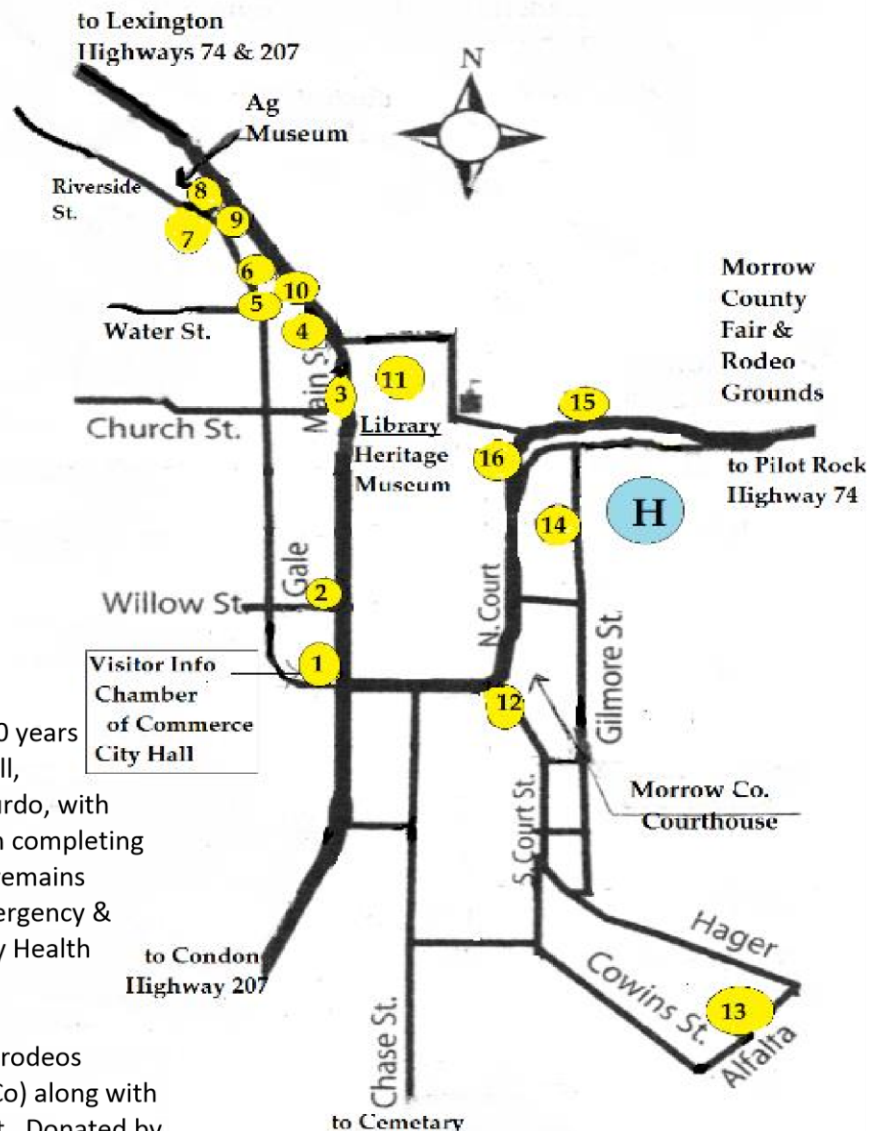 to Lexington
Highways 74 & 207
N
Ag
Museum
Riverside
St.
8
9
7
6
5
10
4
Water St.
Main St
Morrow
County
Fair &
Rodeo
Grounds
11
3
Church St.
Library
Heritage
Museum
15
16
to Pilot Rock
Highway 74
H
14
Gale
2
Willow St.
N. Court
Gilmore St.
1
Visitor Info
Chamber
of Commerce
City Hall
12
Morrow Co.
Courthouse
S. Court St.
Hager
Cowins St.
13
Alfalta
to Condon
Highway 207
Chase St.
to Cemetary
0 years
ll,
urdo, with
n completing
remains
ergency &
y Health
rodeos
Co) along with
t. Donated by